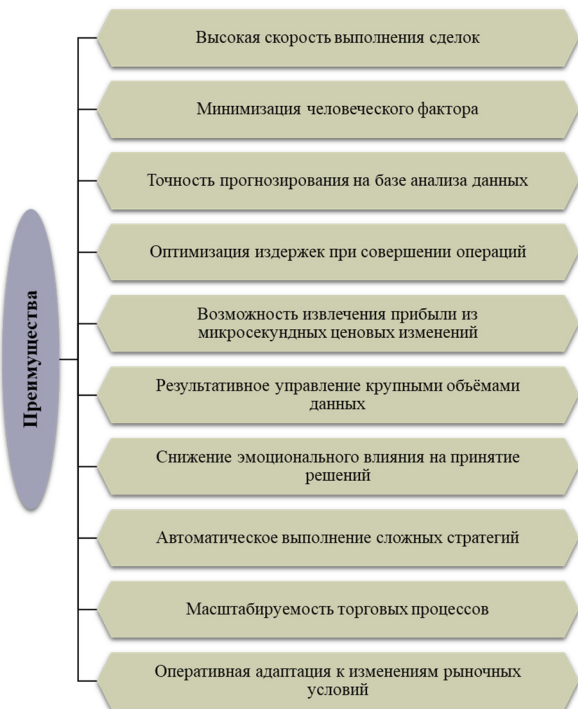 Преимущества
Высокая скорость выполнения сделок
Минимизация человеческого фактора
Точность прогнозирования на базе анализа данных
Оптимизация издержек при совершении операций
Возможность извлечения прибыли из
микросекундных ценовых изменений
Результативное управление крупными объёмами
данных
Снижение эмоционального влияния на принятие
решений
Автоматическое выполнение сложных стратегий
Масштабируемость торговых процессов
Оперативная адаптация к изменениям рыночных
условий